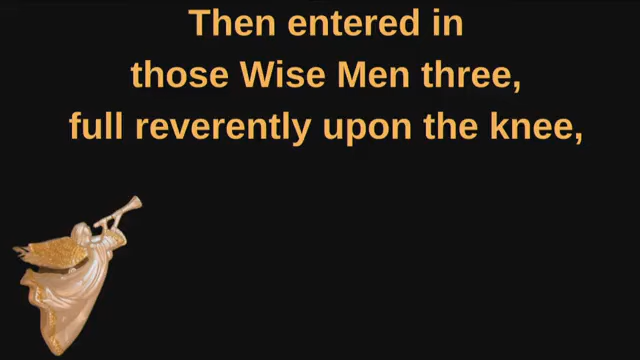 Then entered in
those Wise Men three,
full reverently upon the knee,